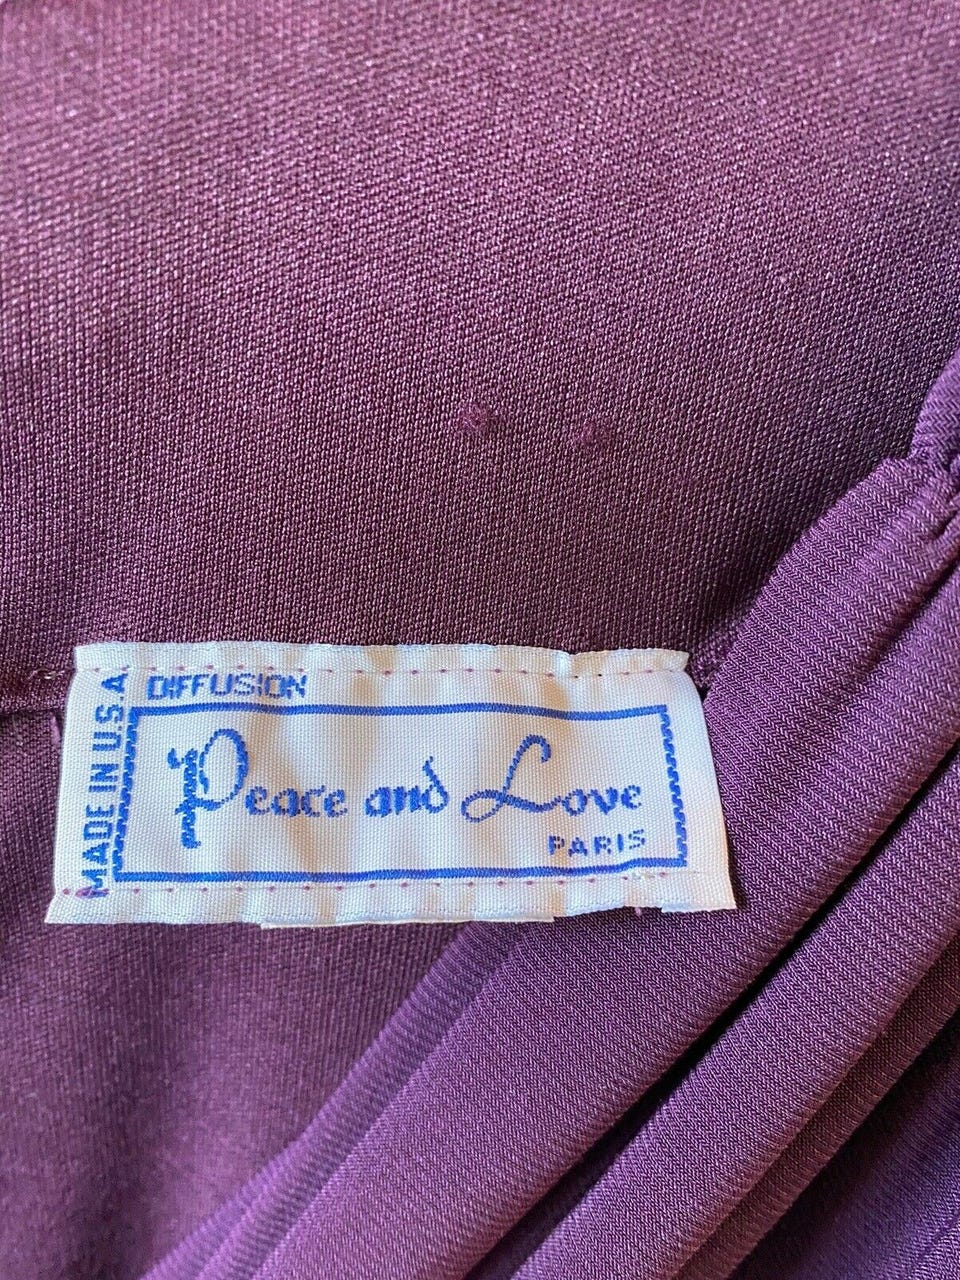 DIFFUSION
MADE IN U.S.A
Peace and Love
PARIS